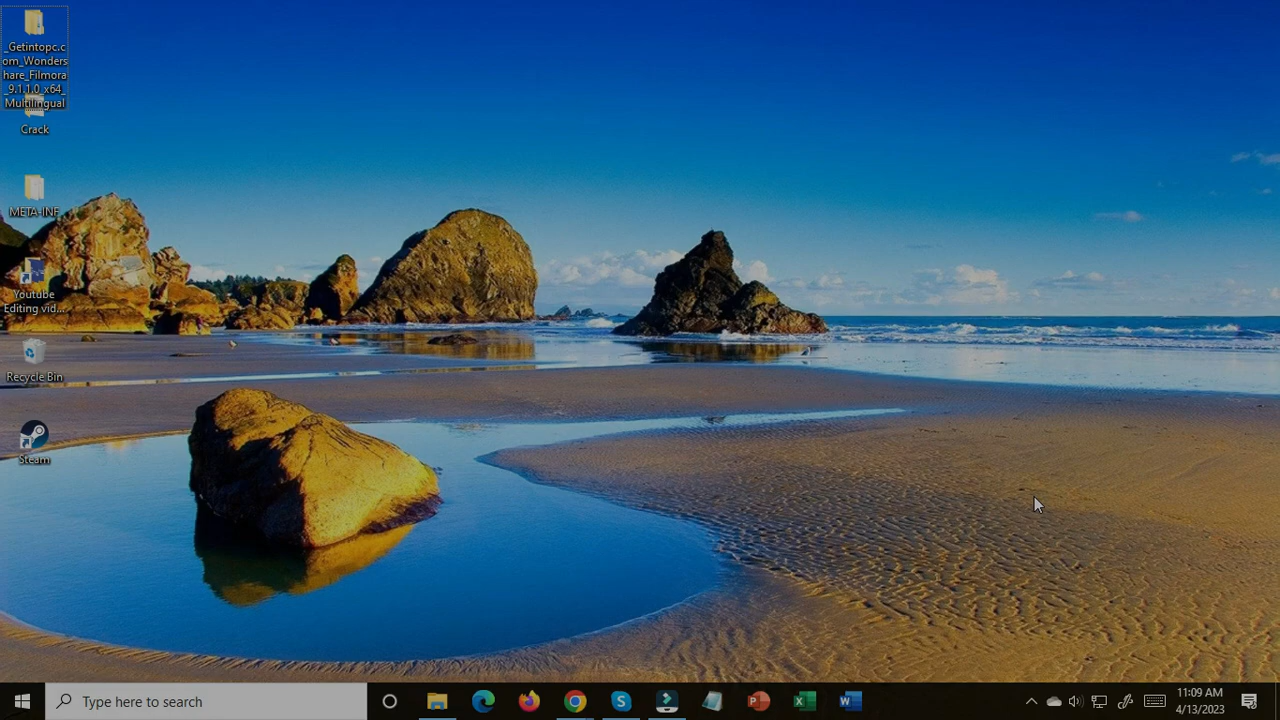 _Getintopc.c
om_Wonders
hare_Filmora
_9.1.1.0_x64_
Multilingual
Crack
META-INF
Youtube
Editing vid...
Recycle Bin
Steam
Type here to search
11:09 AM
4/13/2023